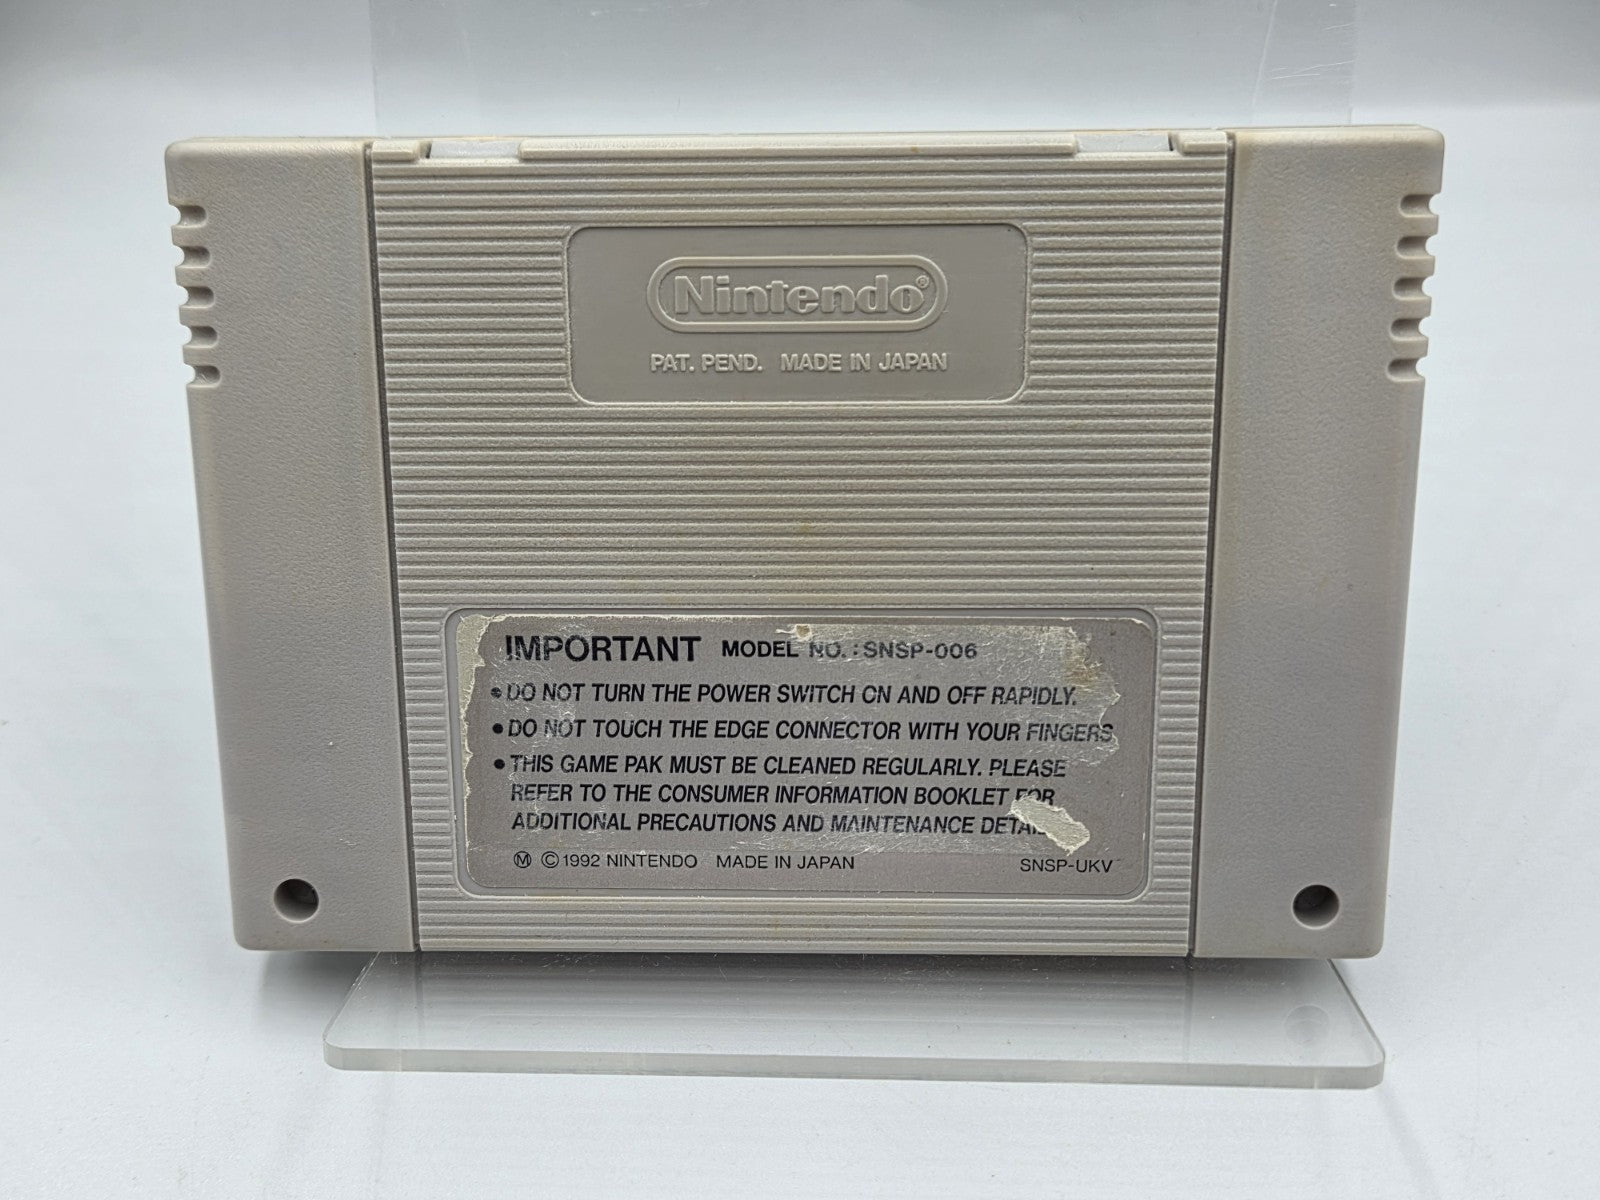 Nintendo®
PAT. PEND. MADE IN JAPAN
IMPORTANT MODEL NO.: SNSP-006
● DO NOT TURN THE POWER SWITCH ON AND OFF RAPIDLY.
● DO NOT TOUCH THE EDGE CONNECTOR WITH YOUR FINGERS
● THIS GAME PAK MUST BE CLEANED REGULARLY. PLEASE
REFER TO THE CONSUMER INFORMATION BOOKLET FOR
ADDITIONAL PRECAUTIONS AND MAINTENANCE
Ⓜ © 1992 NINTENDO MADE IN JAPAN SNSP-UKV